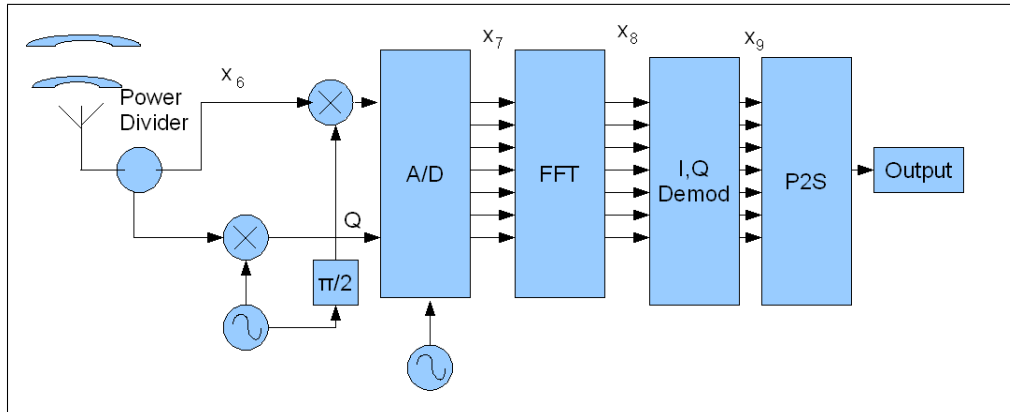 x6
Power
Divider
Q
π/2
A/D
x7
FFT
x8
I,Q
Demod
x9
P2S
Output